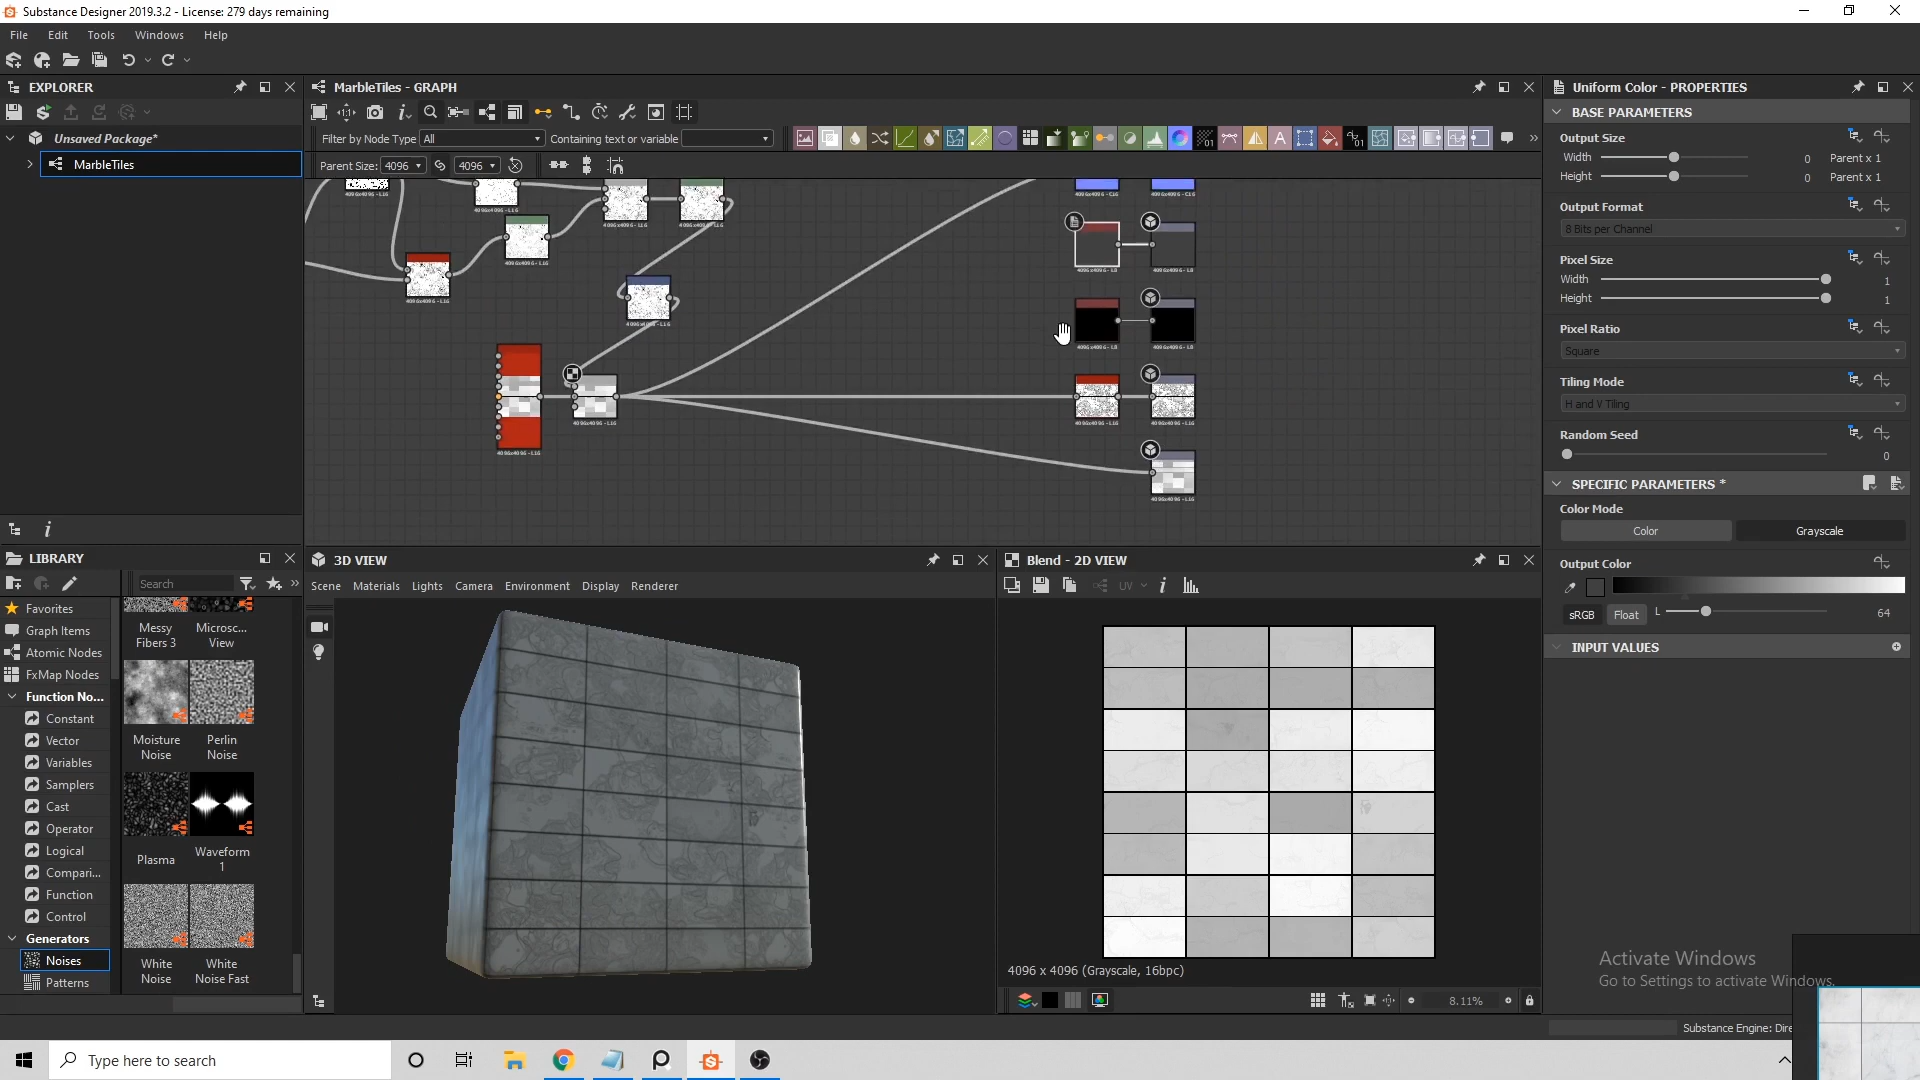 Substance Designer 2019.3.2 - License: 279 days remaining
File Edit Tools Windows Help
EXPLORER
Unsaved Package*
MarbleTiles
MarbleTiles - GRAPH
Filter by Node Type All Containing text or variable
Parent Size: 4096 4096
LIBRARY
Search
Favorites
Graph Items
Atomic Nodes
FxMap Nodes
Function No...
Constant
Vector
Variables
Samplers
Cast
Operator
Logical
Compari...
Function
Control
Generators
Noises
Patterns
Messy Fibers 3
Microsc... View
Moisture Noise
Perlin Noise
Plasma
Waveform 1
White Noise
White Noise Fast
3D VIEW
Scene Materials Lights Camera Environment Display Renderer
Blend - 2D VIEW
UV
4096 x 4096 (Grayscale, 16bpc)
8.11%
Uniform Color - PROPERTIES
BASE PARAMETERS
Output Size
Width 0 Parent x 1
Height 0 Parent x 1
Output Format
8 Bits per Channel
Pixel Size
Width 1
Height 1
Pixel Ratio
Square
Tiling Mode
H and V Tiling
Random Seed
0
SPECIFIC PARAMETERS *
Color Mode
Color Grayscale
Output Color
sRGB Float L 64
INPUT VALUES
Activate Windows
Go to Settings to activate Windows.
Substance Engine: Dire
Type here to search